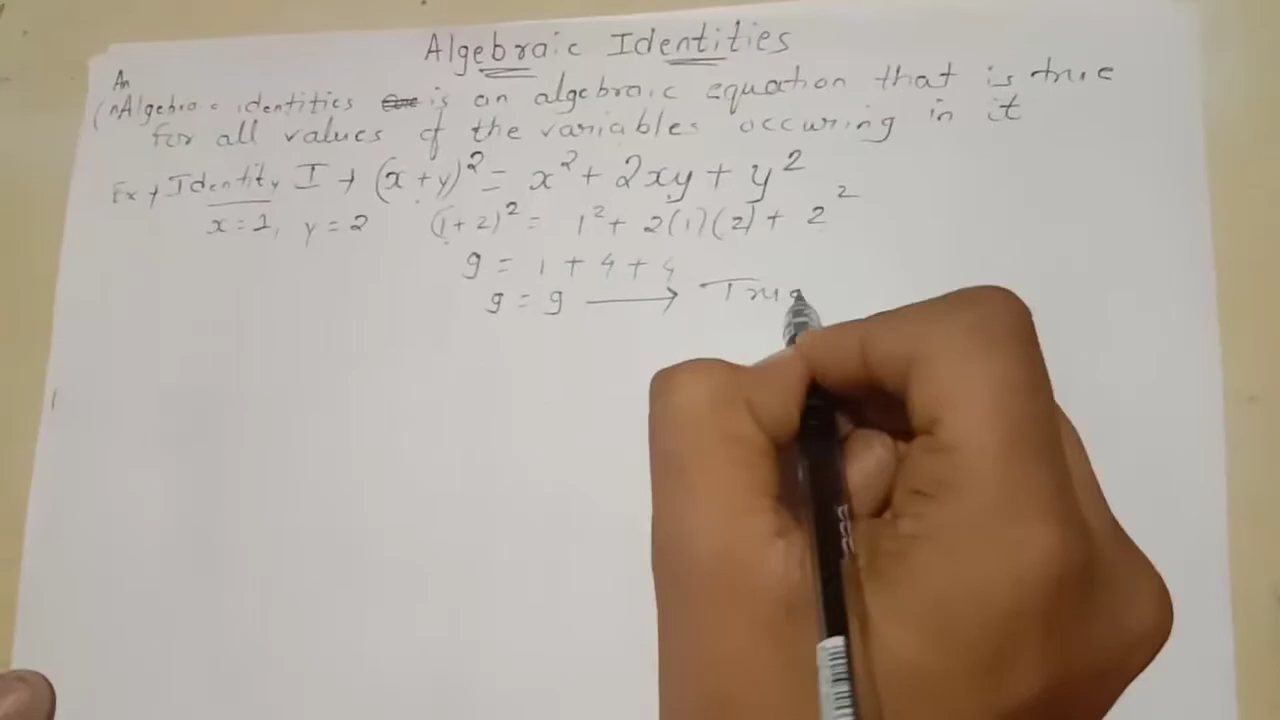 Algebraic Identities
An
Algebraic identities is an algebraic equation that is true
for all values of the variables occuring in it
Ex → Identity I → (x + y)² = x² + 2xy + y²
x = 1, y = 2 (1 + 2)² = 1² + 2(1)(2) + 2²
9 = 1 + 4 + 4
9 = 9 → True